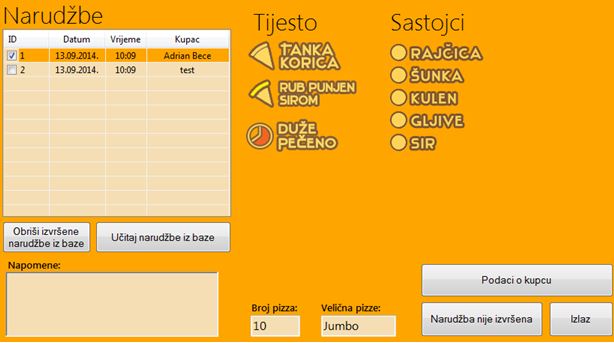 Narudžbe
ID Datum Vrijeme Kupac
1 13.09.2014. 10:09 Adrian Bece
2 13.09.2014. 10:09 test
Obriši izvršene
narudžbe iz baze
Učitaj narudžbe iz baze
Napomene:
Tijesto
TANKA
KORICA
RUB PUNJEN
SIROM
DUŽE
PEČENO
Sastojci
RAJČICA
ŠUNKA
KULEN
GLJIVE
SIR
Broj pizza:
10
Velična pizze:
Jumbo
Podaci o kupcu
Narudžba nije izvršena
Izlaz